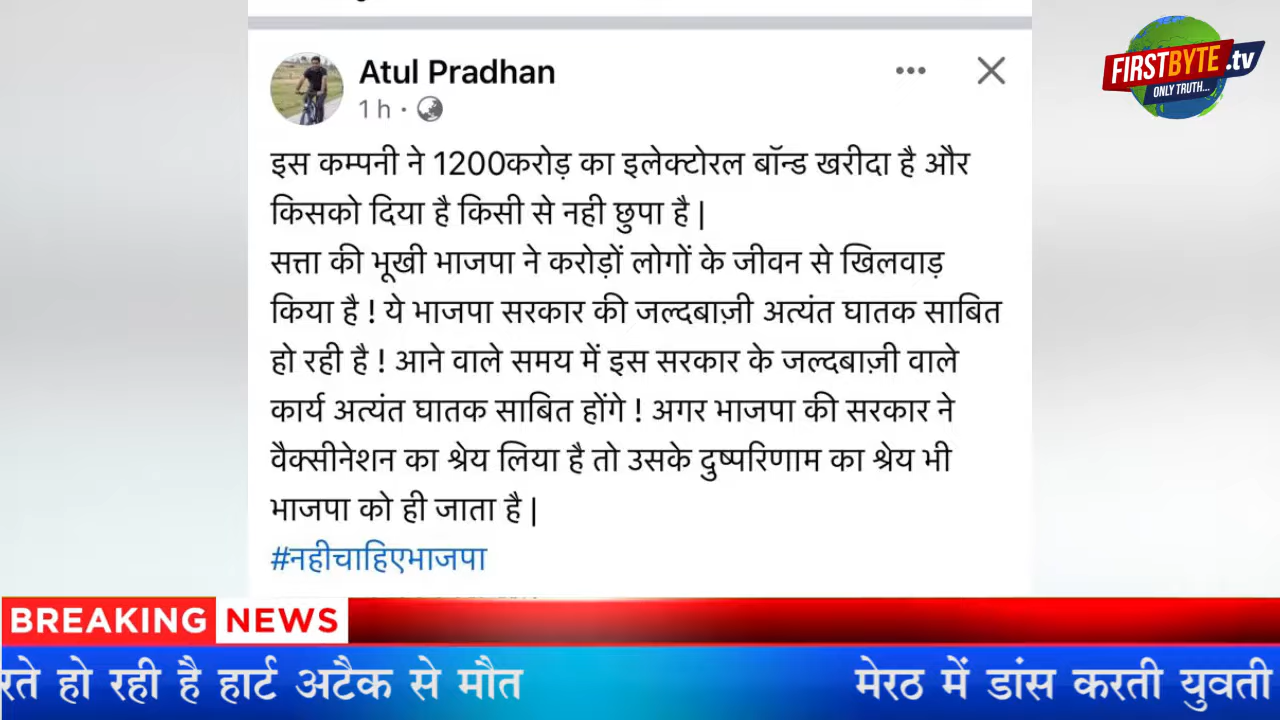 Atul Pradhan
1 h ·
इस कम्पनी ने 1200करोड़ का इलेक्टोरल बॉन्ड खरीदा है और
किसको दिया है किसी से नही छुपा है |
सत्ता की भूखी भाजपा ने करोड़ों लोगों के जीवन से खिलवाड़
किया है ! ये भाजपा सरकार की जल्दबाज़ी अत्यंत घातक साबित
हो रही है ! आने वाले समय में इस सरकार के जल्दबाज़ी वाले
कार्य अत्यंत घातक साबित होंगे ! अगर भाजपा की सरकार ने
वैक्सीनेशन का श्रेय लिया है तो उसके दुष्परिणाम का श्रेय भी
भाजपा को ही जाता है |
#नहीचाहिएभाजपा
FIRSTBYTE.tv
ONLY TRUTH...
BREAKING NEWS
रते हो रही है हार्ट अटैक से मौत मेरठ में डांस करती युवती